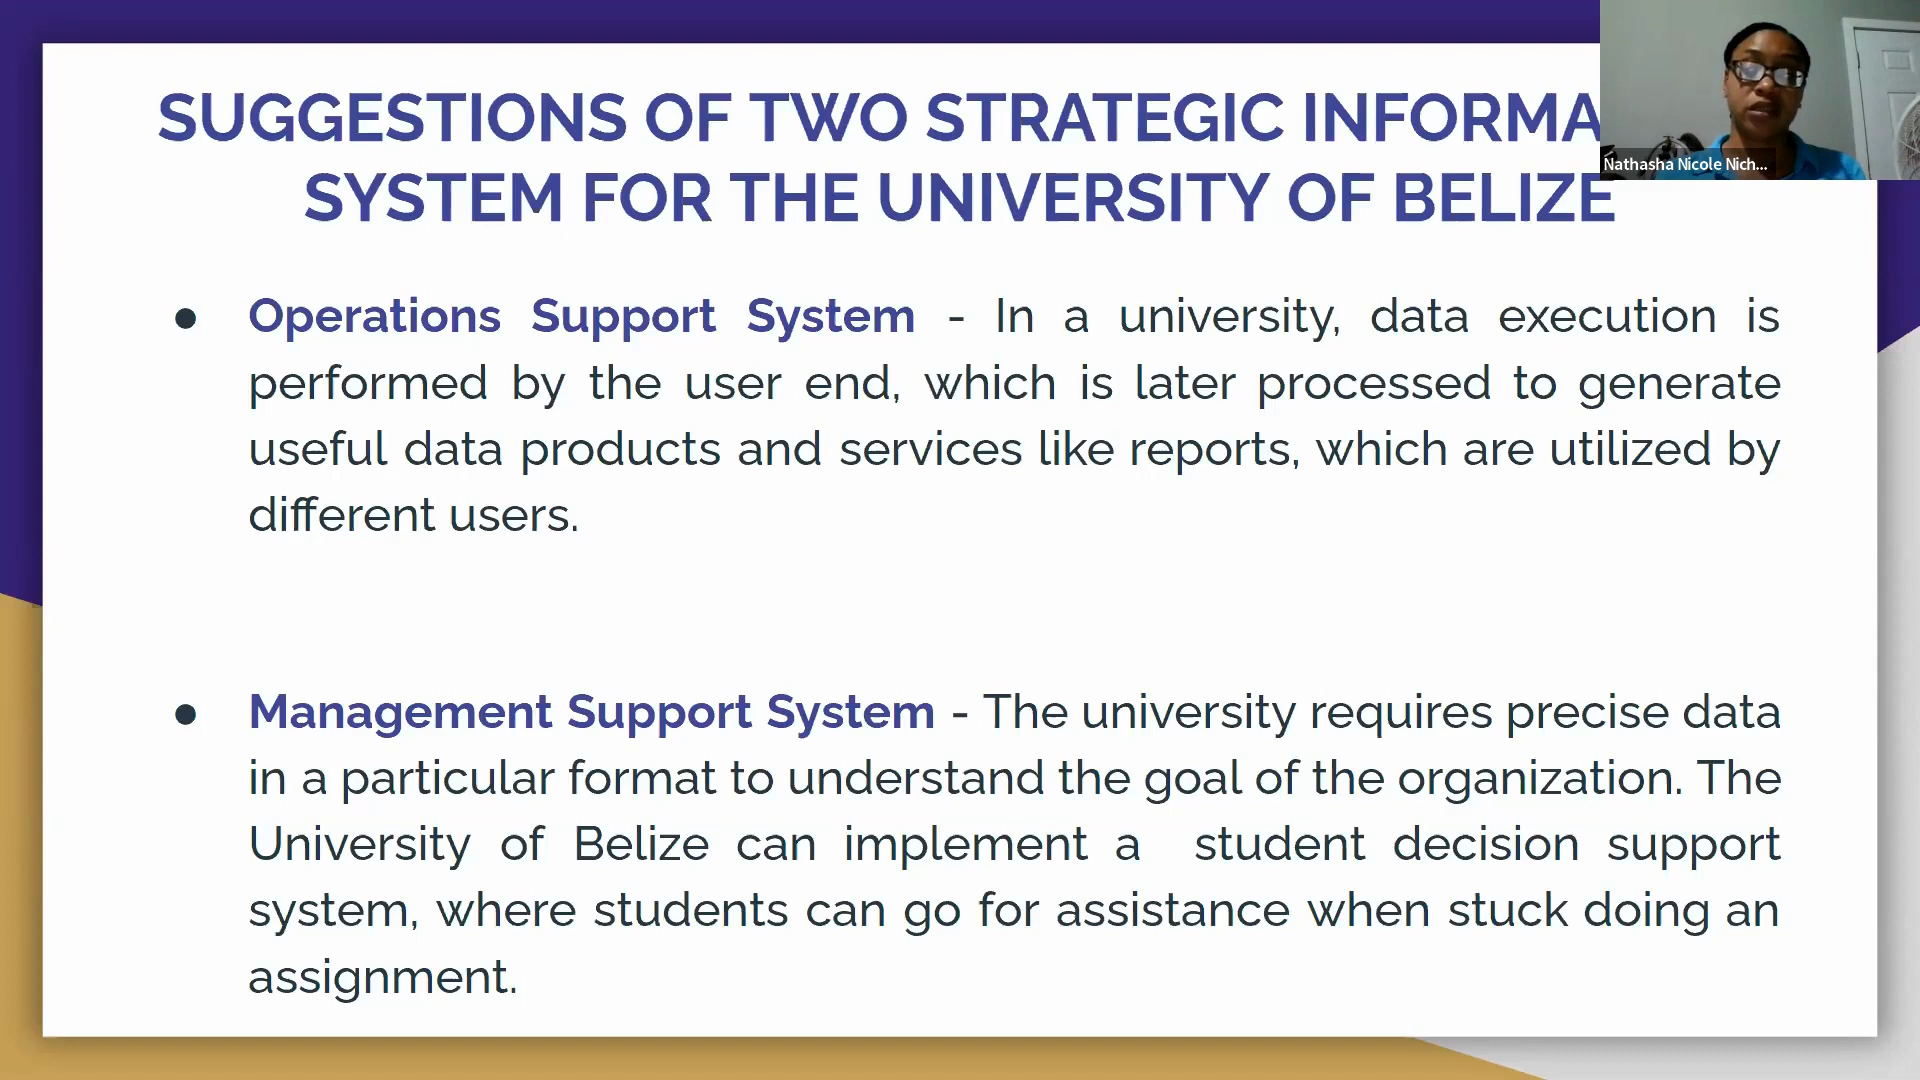 SUGGESTIONS OF TWO STRATEGIC INFORMA
SYSTEM FOR THE UNIVERSITY OF BELIZE
Nathasha Nicole Nich...
● Operations Support System - In a university, data execution is
performed by the user end, which is later processed to generate
useful data products and services like reports, which are utilized by
different users.
● Management Support System - The university requires precise data
in a particular format to understand the goal of the organization. The
University of Belize can implement a student decision support
system, where students can go for assistance when stuck doing an
assignment.